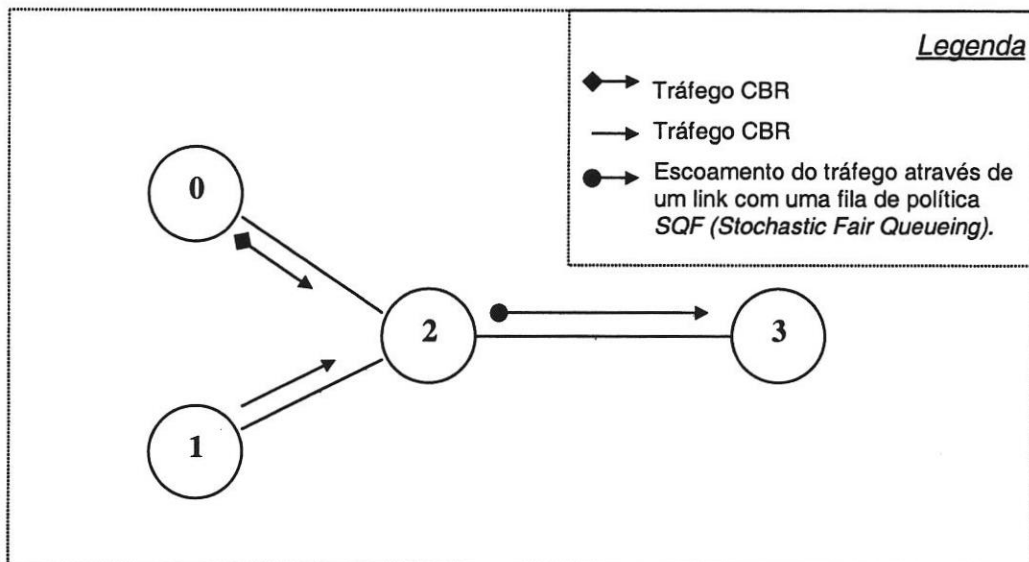 Legenda
Tráfego CBR
Tráfego CBR
Escoamento do tráfego através de
um link com uma fila de política
SQF (Stochastic Fair Queueing).
0
2
3
1